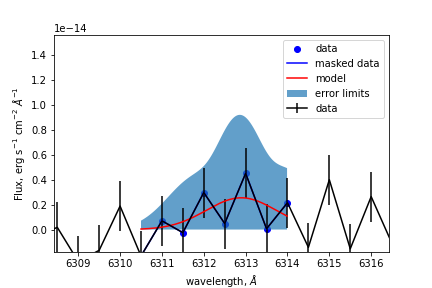 1e−14
data
masked data
model
error limits
data
Flux, erg s⁻¹ cm⁻² Å⁻¹
1.4
1.2
1.0
0.8
0.6
0.4
0.2
0.0
6309 6310 6311 6312 6313 6314 6315 6316
wavelength, Å